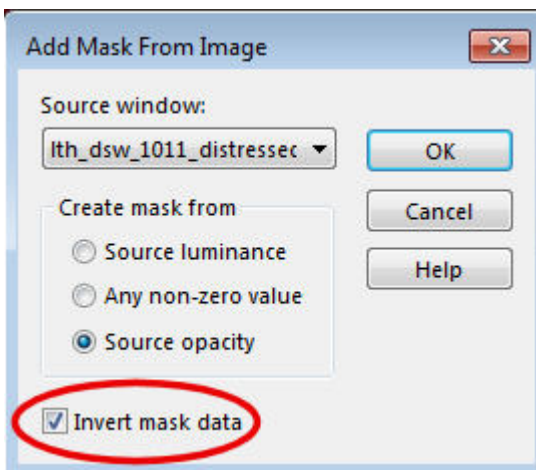 Add Mask From Image
Source window:
lth_dsw_1011_distressec
OK
Create mask from
Cancel
Source luminance
Help
Any non-zero value
Source opacity
Invert mask data